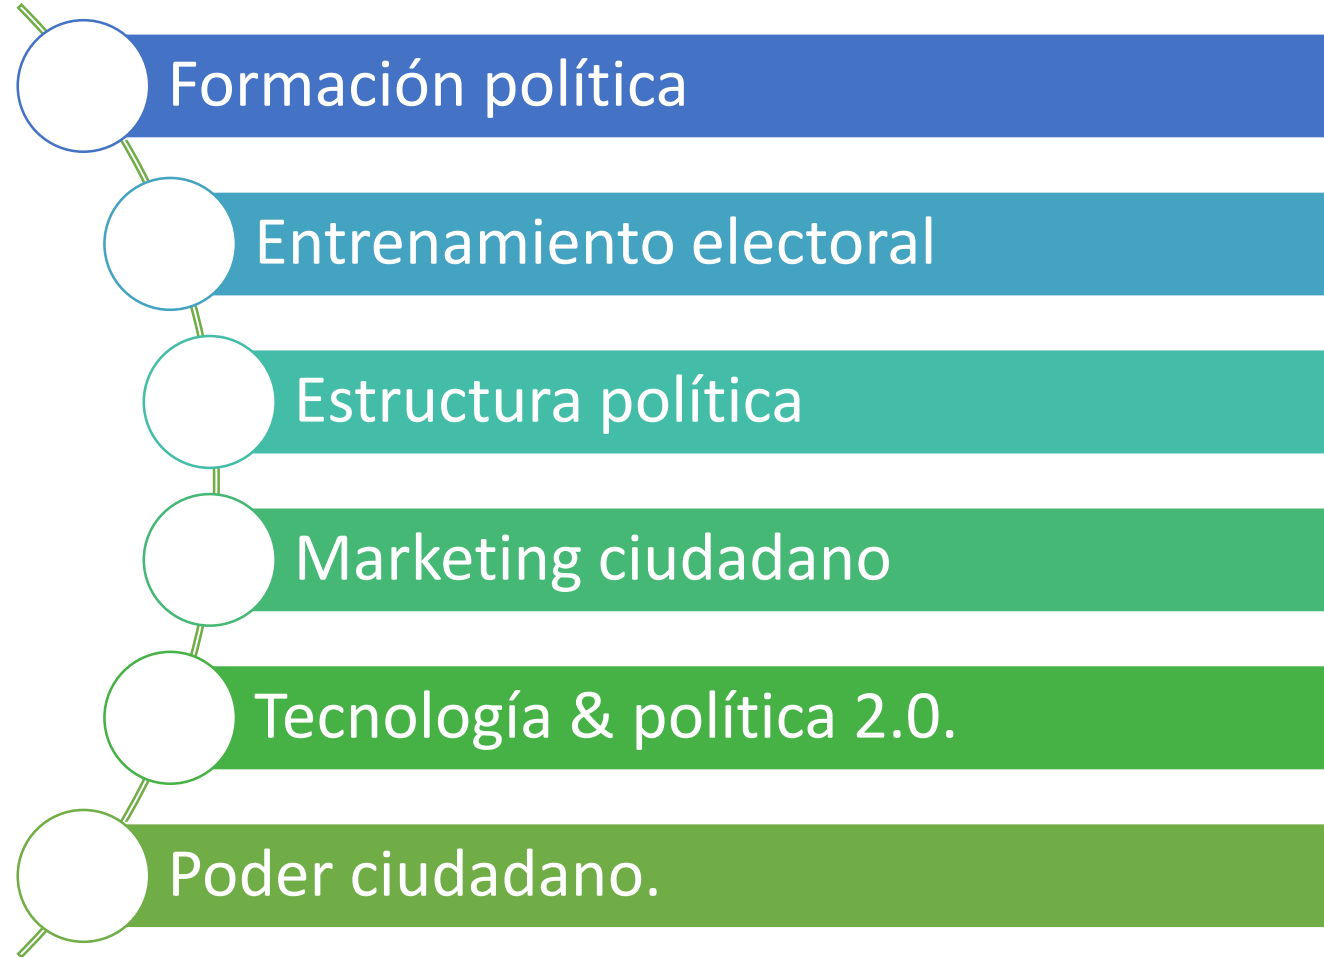 Formación política
Entrenamiento electoral
Estructura política
Marketing ciudadano
Tecnología & política 2.0.
Poder ciudadano.